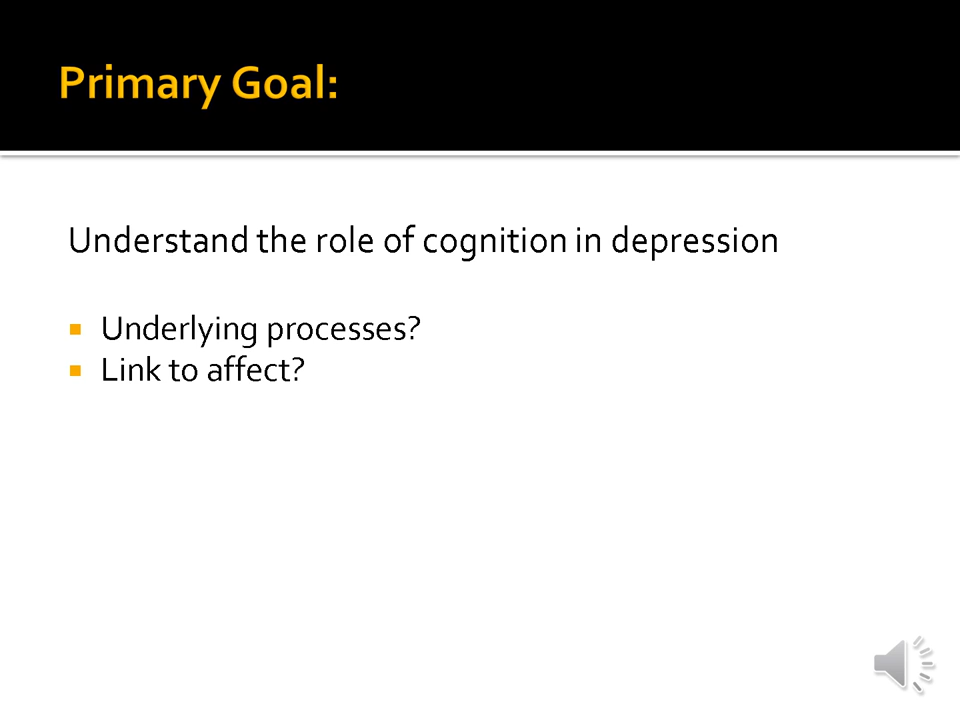 Primary Goal:
Understand the role of cognition in depression
Underlying processes?
Link to affect?